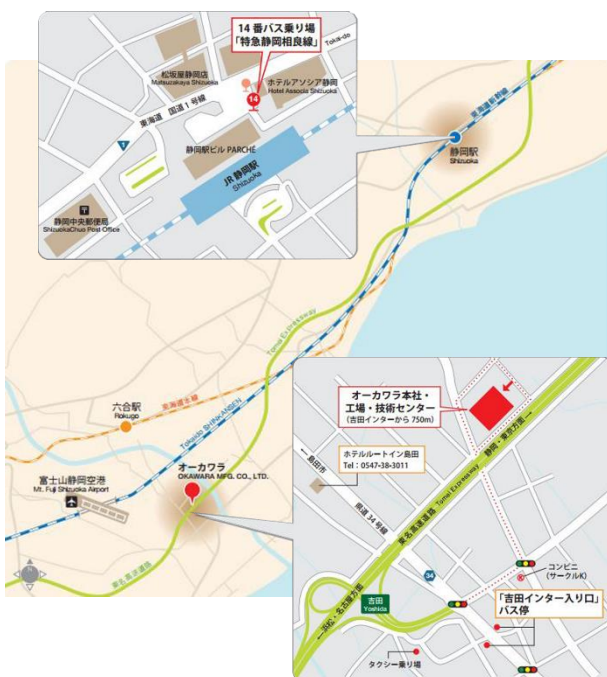 14 番バス乗り場
「特急静岡相良線」
Tokai-do
松坂屋静岡店
Matsuzakaya Shizuoka
ホテルアソシア静岡
Hotel Associa Shizuoka
14
東海道 国道1号線
1
静岡駅ビル PARCHE
JR 静岡駅
Shizuoka
静岡中央郵便局
ShizuokaChuo Post Office
東海道新幹線
静岡駅
Shizuoka
Tomei Expressway
東海道本線
六合駅
Rokugo
Tokaido SHINKANSEN
オーカワラ
OKAWARA MFG. CO., LTD.
富士山静岡空港
Mt. Fuji Shizuoka Airport
東名高速道路
オーカワラ本社・
工場・技術センター
(吉田インターから 750m)
静岡・東京方面→
ホテルルートイン島田
Tel:0547-38-3011
←島田市
県道 34 号線
東名高速道路 Tomei Expressway
34
コンビニ
(サークルK)
K
吉田
Yoshida
「吉田インター入り口」
バス停
←浜松・名古屋方面
タクシー乗り場